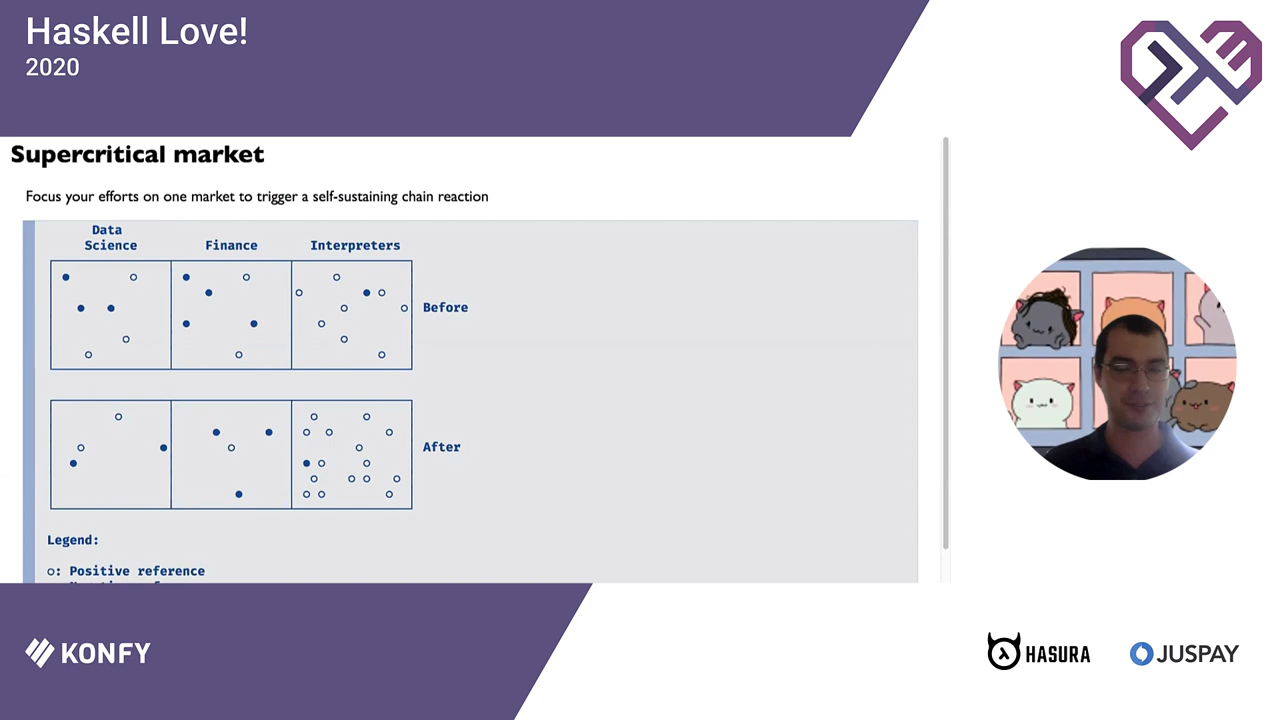 Haskell Love!
2020
Supercritical market
Focus your efforts on one market to trigger a self-sustaining chain reaction
Data
Science
Finance
Interpreters
Before
After
Legend:
o: Positive reference
KONFY
HASURA
JUSPAY